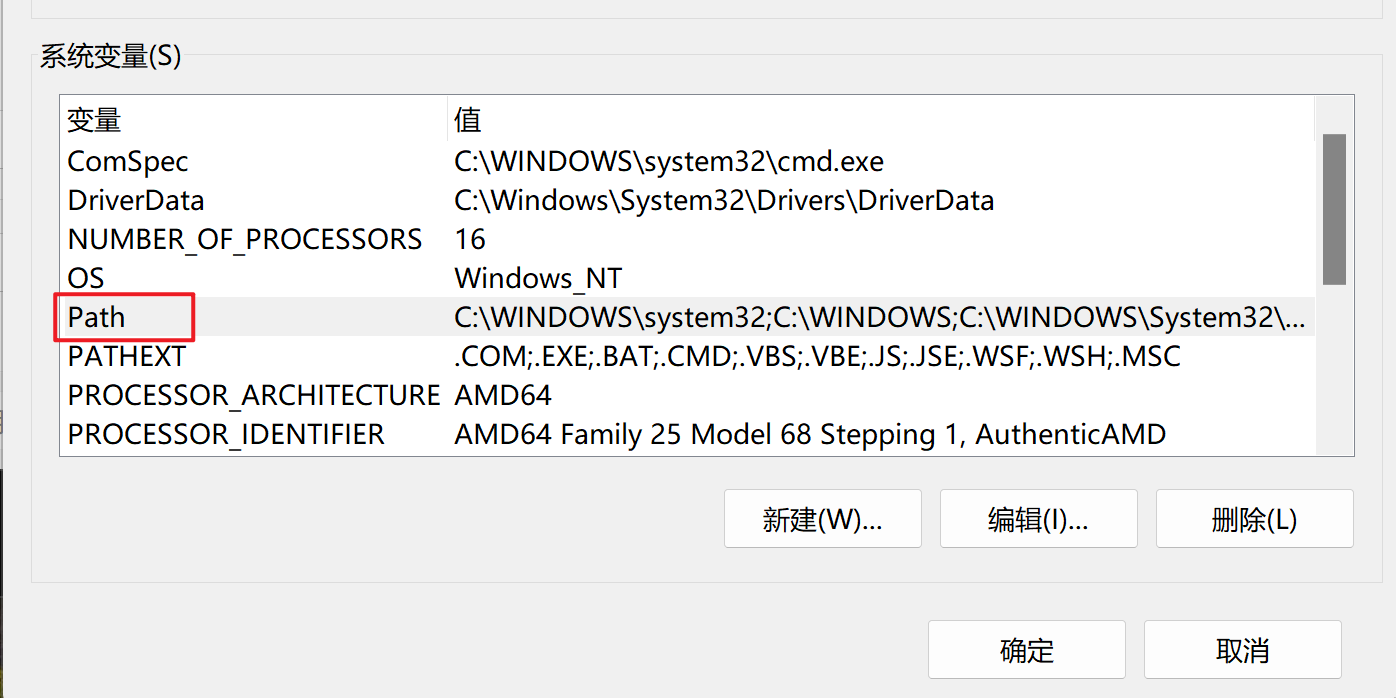 系统变量(S)
变量 值
ComSpec C:\WINDOWS\system32\cmd.exe
DriverData C:\Windows\System32\Drivers\DriverData
NUMBER_OF_PROCESSORS 16
OS Windows_NT
Path C:\WINDOWS\system32;C:\WINDOWS;C:\WINDOWS\System32\...
PATHEXT .COM;.EXE;.BAT;.CMD;.VBS;.VBE;.JS;.JSE;.WSF;.WSH;.MSC
PROCESSOR_ARCHITECTURE AMD64
PROCESSOR_IDENTIFIER AMD64 Family 25 Model 68 Stepping 1, AuthenticAMD
新建(W)... 编辑(I)... 删除(L)
确定 取消